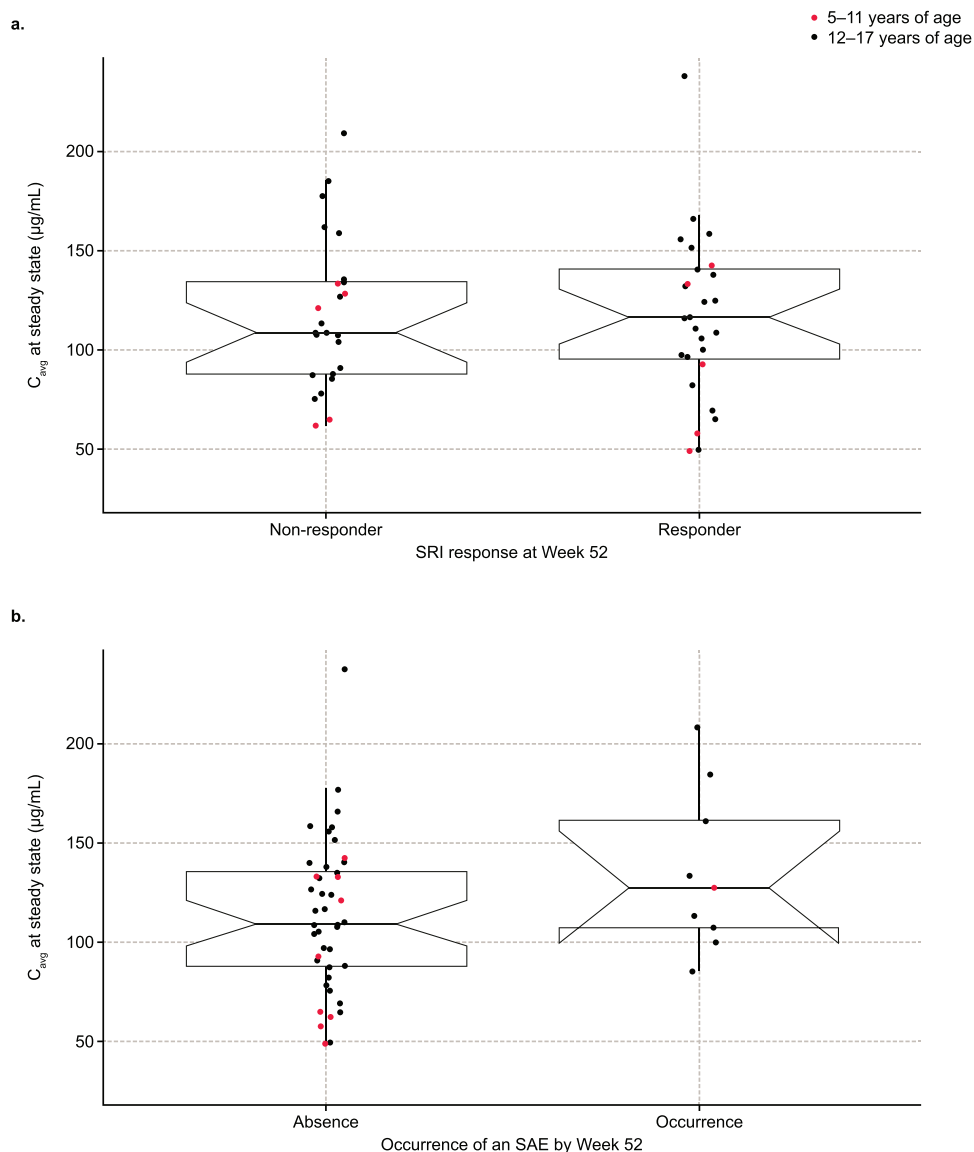 a.
5–11 years of age
12–17 years of age
C avg at steady state (µg/mL)
200
150
100
50
Non-responder
Responder
SRI response at Week 52
b.
C avg at steady state (µg/mL)
200
150
100
50
Absence
Occurrence
Occurrence of an SAE by Week 52